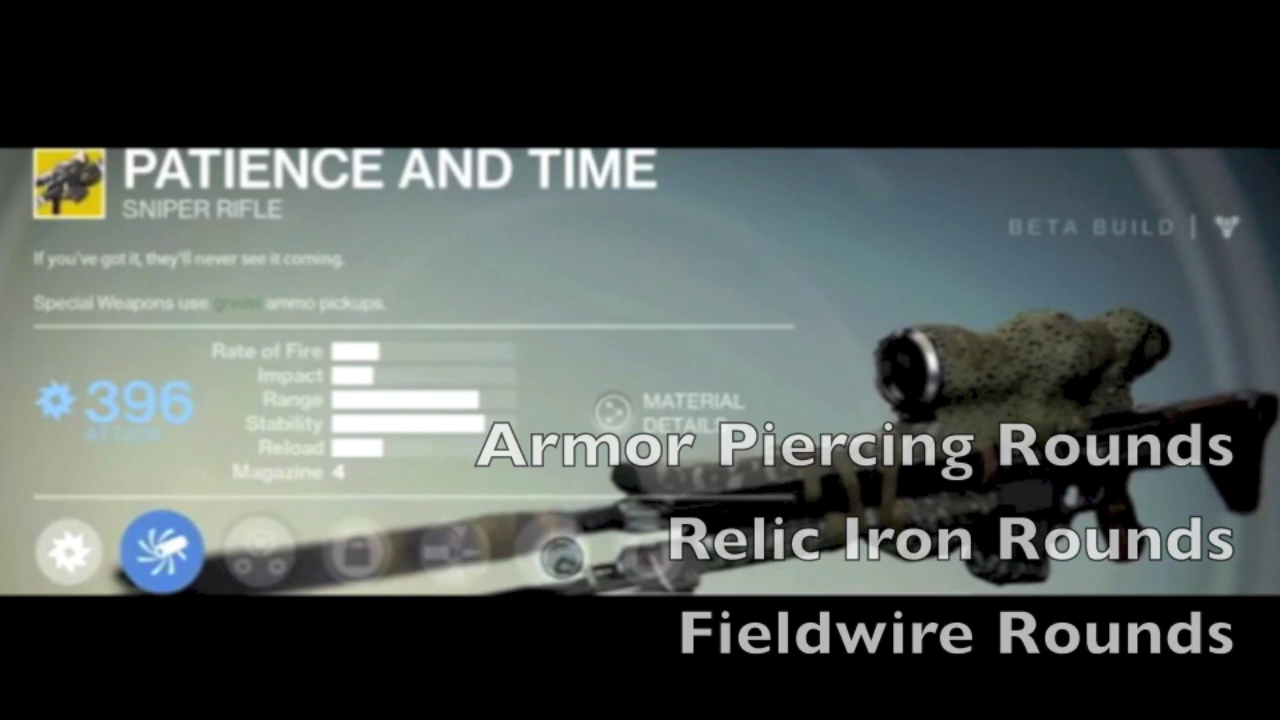 PATIENCE AND TIME
SNIPER RIFLE
BETA BUILD
If you've got it, they'll never see it coming.
Special Weapons use green ammo pickups.
396
ATTACK
Rate of Fire
Impact
Range
Stability
Reload
Magazine 4
MATERIAL
DETAILS
Armor Piercing Rounds
Relic Iron Rounds
Fieldwire Rounds